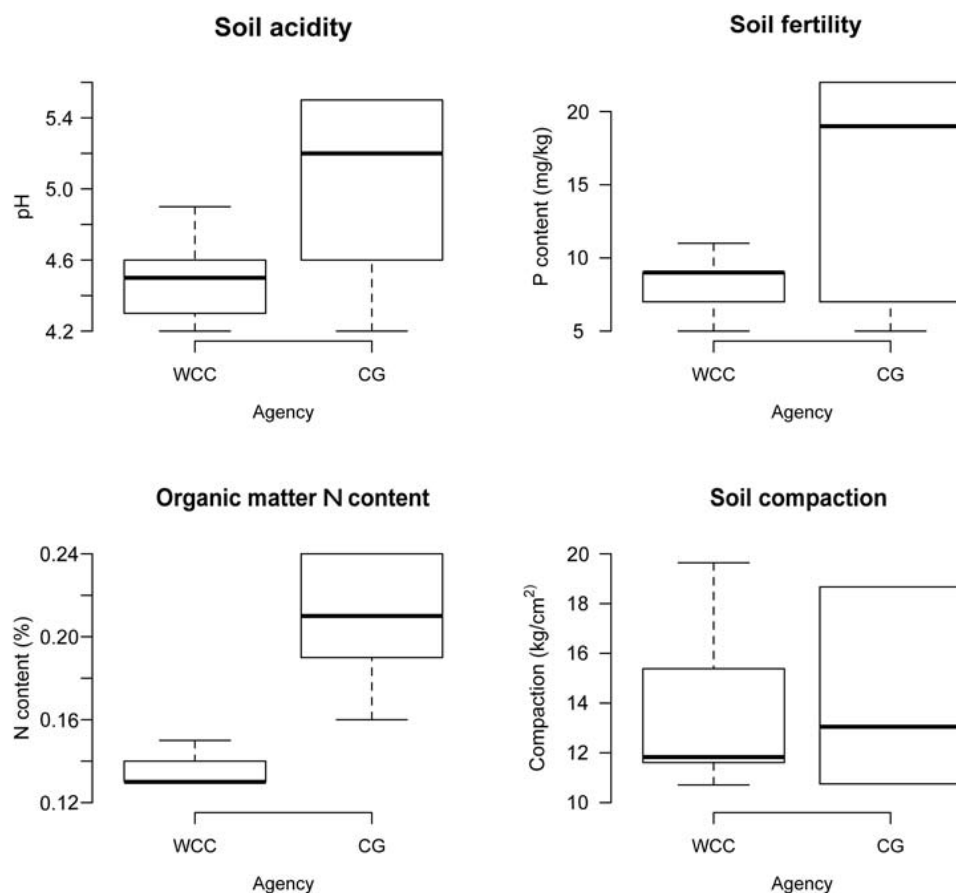 Soil acidity
pH
5.4
5.0
4.6
4.2
WCC CG
Agency
Soil fertility
P content (mg/kg)
20
15
10
5
WCC CG
Agency
Organic matter N content
N content (%)
0.24
0.20
0.16
0.12
WCC CG
Agency
Soil compaction
Compaction (kg/cm²)
20
18
16
14
12
10
WCC CG
Agency